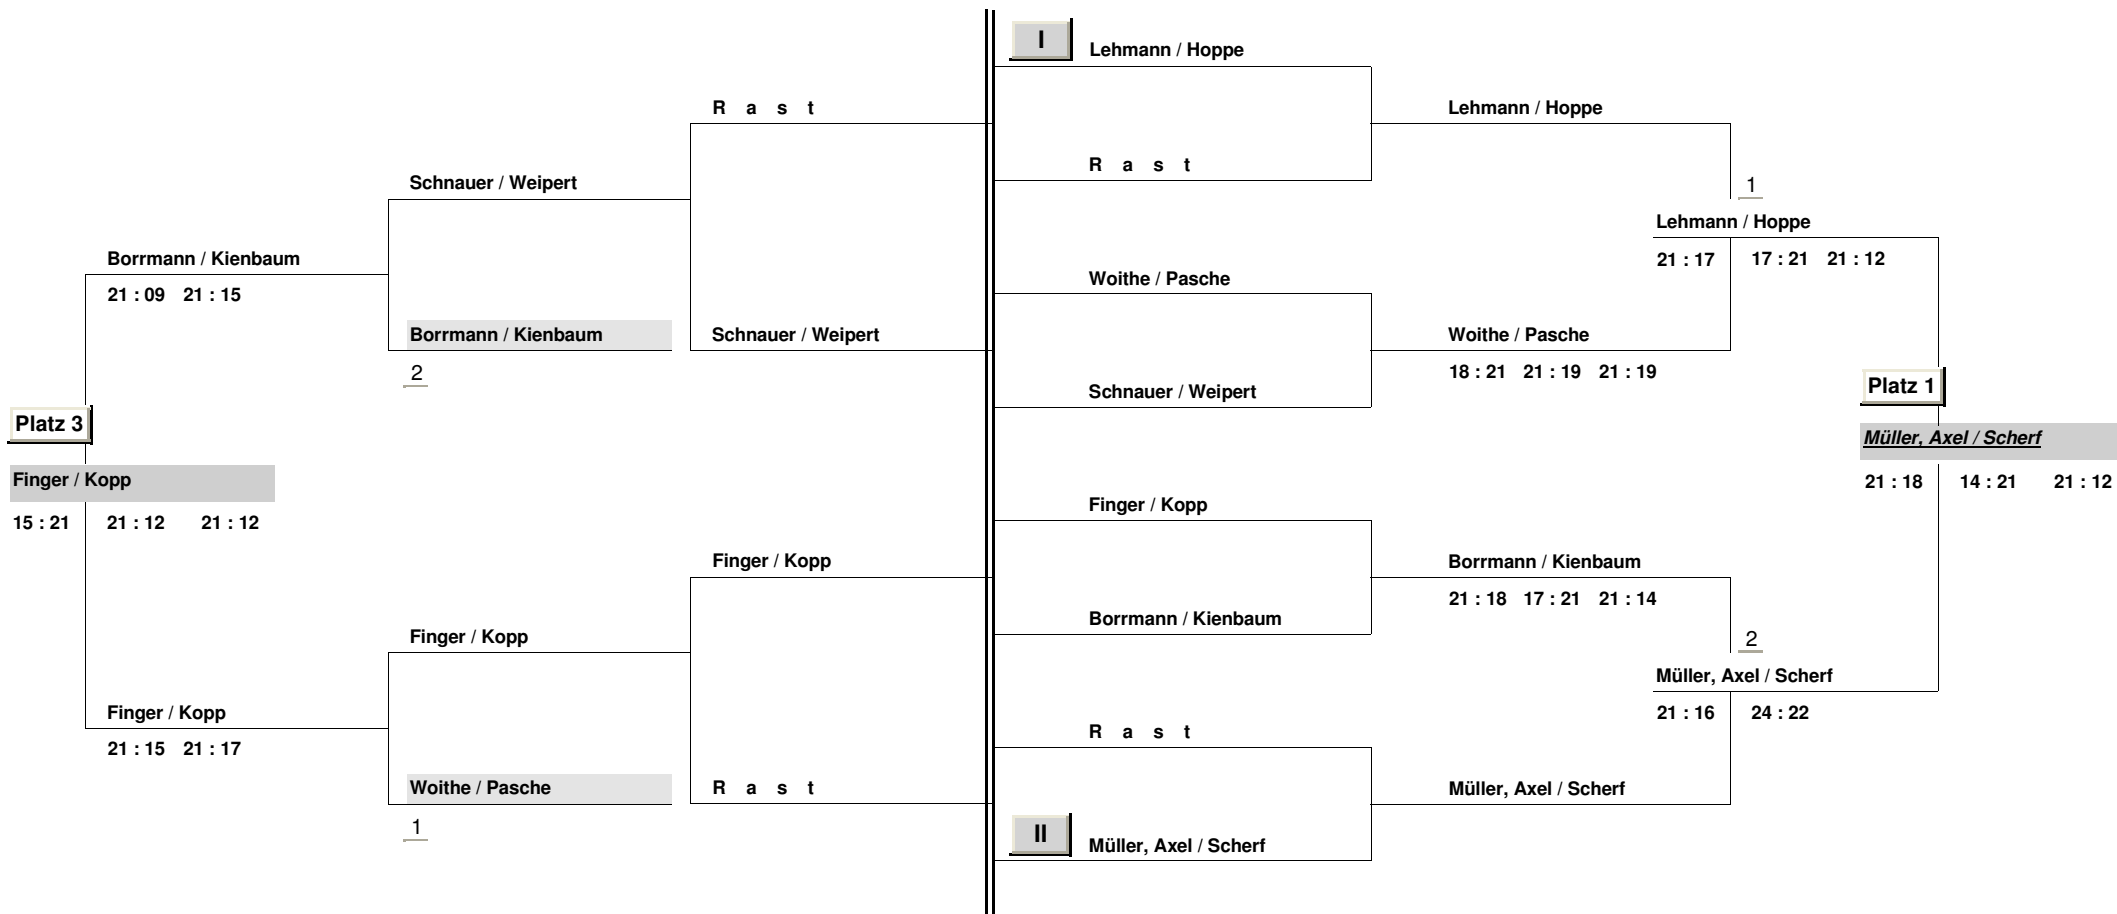 I
Lehmann / Hoppe
R a s t
Lehmann / Hoppe
R a s t
Schnauer / Weipert
1
Lehmann / Hoppe
Borrmann / Kienbaum
21 : 17 17 : 21 21 : 12
Woithe / Pasche
21 : 09 21 : 15
Borrmann / Kienbaum
Schnauer / Weipert
Woithe / Pasche
2
18 : 21 21 : 19 21 : 19
Platz 1
Schnauer / Weipert
Platz 3
Müller, Axel / Scherf
Finger / Kopp
21 : 18 14 : 21 21 : 12
Finger / Kopp
15 : 21 21 : 12 21 : 12
Finger / Kopp
Borrmann / Kienbaum
21 : 18 17 : 21 21 : 14
Borrmann / Kienbaum
Finger / Kopp
2
Müller, Axel / Scherf
Finger / Kopp
21 : 16 24 : 22
R a s t
21 : 15 21 : 17
Woithe / Pasche
R a s t
Müller, Axel / Scherf
1
II
Müller, Axel / Scherf